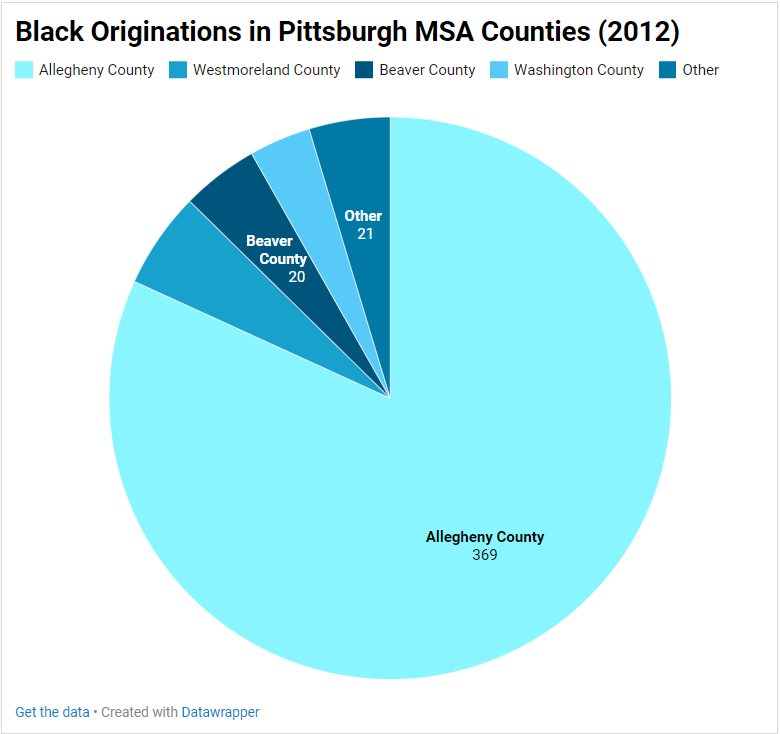 Black Originations in Pittsburgh MSA Counties (2012)
Allegheny County Westmoreland County Beaver County Washington County Other
Other
21
Beaver
County
20
Allegheny County
369
Get the data • Created with Datawrapper